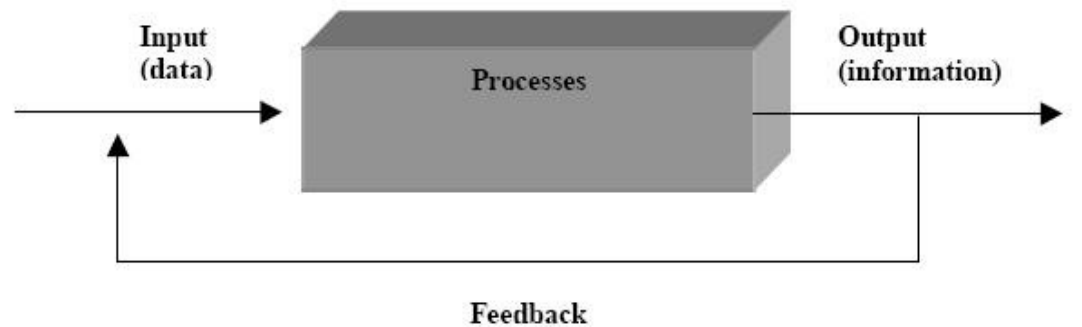 Input
(data)
Processes
Output
(information)
Feedback